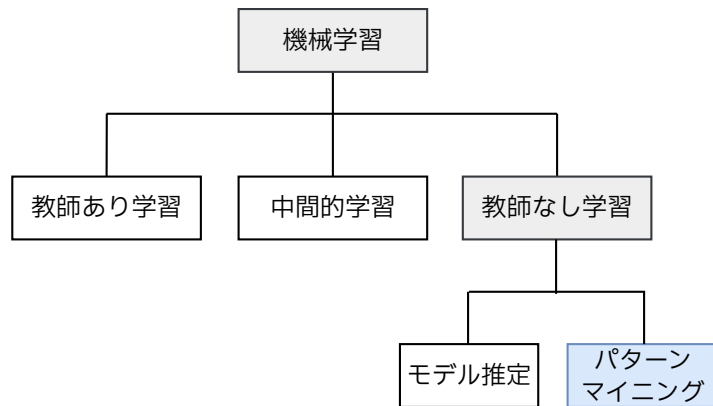 機械学習
教師あり学習
中間的学習
教師なし学習
モデル推定
パターン
マイニング